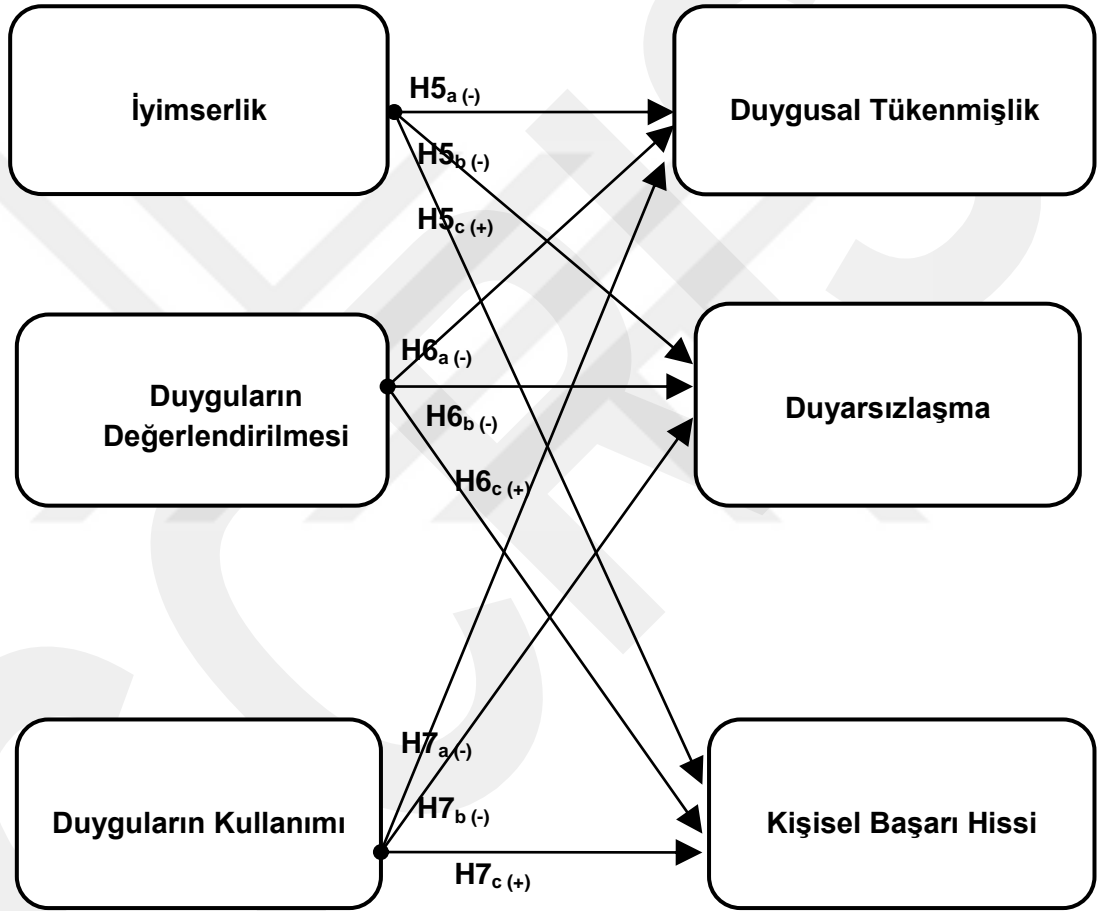 İyimserlik
H5a (-)
Duygusal Tükenmişlik
H5b (-)
H5c (+)
Duyguların
Değerlendirilmesi
H6a (-)
H6b (-)
H6c (+)
Duyarsızlaşma
Duyguların Kullanımı
H7a (-)
H7b (-)
H7c (+)
Kişisel Başarı Hissi